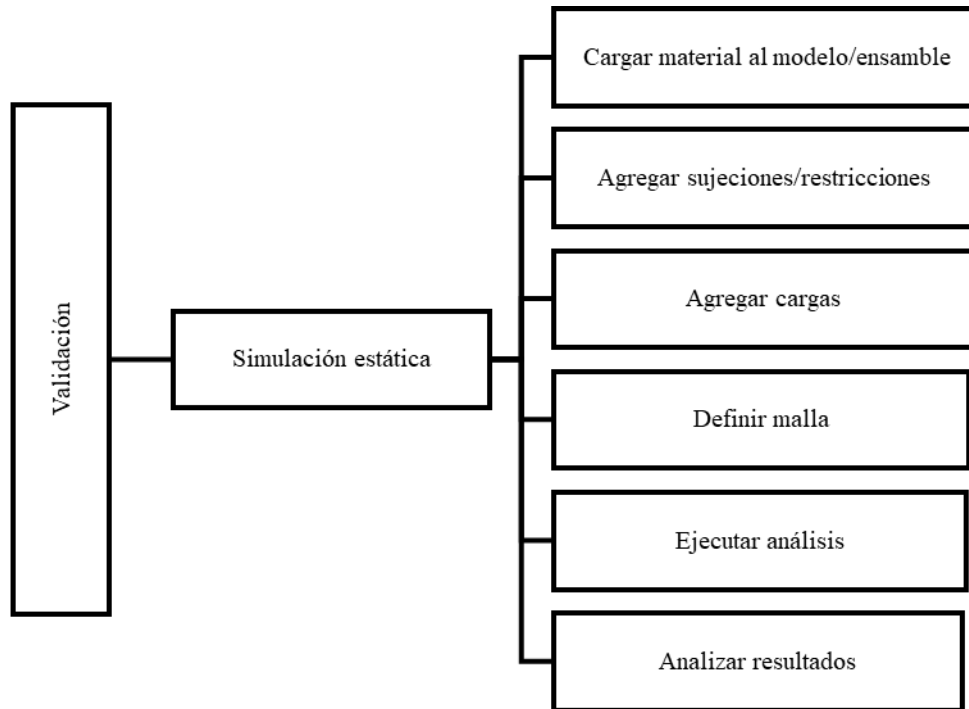 Validación
Simulación estática
Cargar material al modelo/ensamble
Agregar sujeciones/restricciones
Agregar cargas
Definir malla
Ejecutar análisis
Analizar resultados